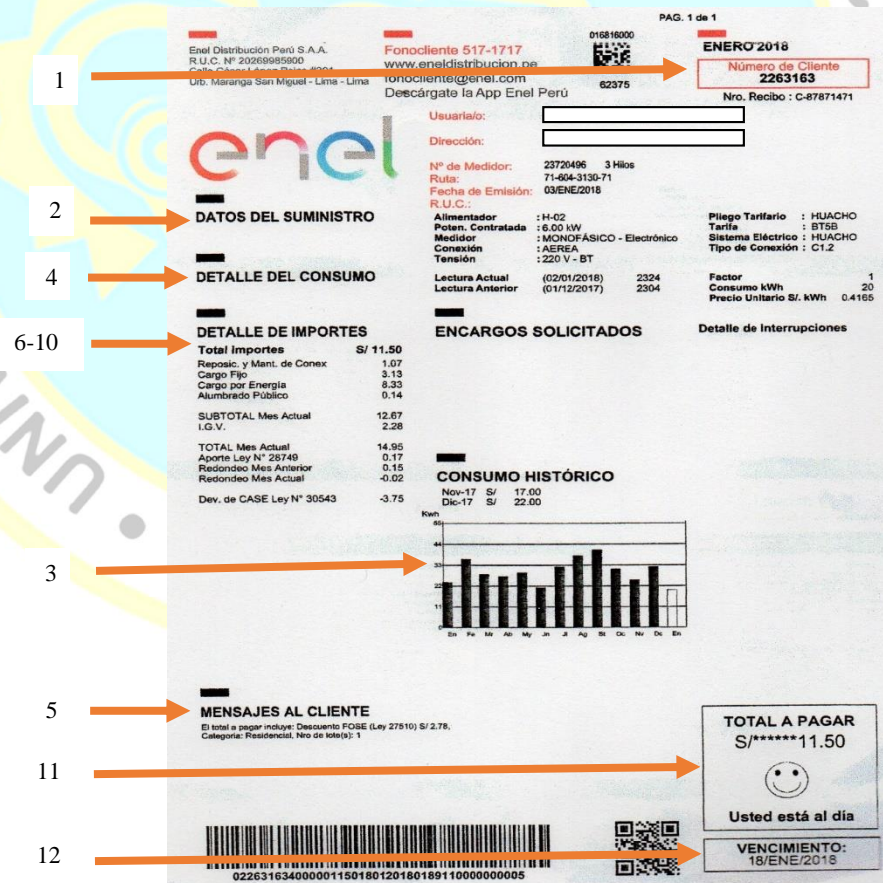 PAG. 1 de 1
016816000
Enel Distribución Perú S.A.A.
R.U.C. Nº 20269985900
Urb. Maranga San Miguel - Lima - Lima
Fonocliente 517-1717
www.eneldistribucion.pe
fonocliente@enel.com
Descárgate la App Enel Perú
62375
ENERO 2018
Número de Cliente
2263163
Nro. Recibo : C-87871471
1
enel
Usuaria/o:
Dirección:
Nº de Medidor: 23720496 3 Hilos
Ruta: 71-604-3130-71
Fecha de Emisión: 03/ENE/2018
R.U.C.:
2
DATOS DEL SUMINISTRO
Alimentador : H-02
Poten. Contratada : 6.00 kW
Medidor : MONOFÁSICO - Electrónico
Conexión : AEREA
Tensión : 220 V - BT
Pliego Tarifario : HUACHO
Tarifa : BT5B
Sistema Eléctrico : HUACHO
Tipo de Conexión : C1.2
4
DETALLE DEL CONSUMO
Lectura Actual (02/01/2018) 2324
Lectura Anterior (01/12/2017) 2304
Factor 1
Consumo kWh 20
Precio Unitario S/. kWh 0.4165
6-10
DETALLE DE IMPORTES
Total importes S/ 11.50
Reposic. y Mant. de Conex 1.07
Cargo Fijo 3.13
Cargo por Energía 8.33
Alumbrado Público 0.14
SUBTOTAL Mes Actual 12.67
I.G.V. 2.28
TOTAL Mes Actual 14.95
Aporte Ley N° 28749 0.17
Redondeo Mes Anterior 0.15
Redondeo Mes Actual -0.02
Dev. de CASE Ley N° 30543 -3.75
ENCARGOS SOLICITADOS
Detalle de Interrupciones
CONSUMO HISTÓRICO
Nov-17 S/ 17.00
Dic-17 S/ 22.00
Kwh
55
44
33
22
11
0
En Fe Mr Ab My Jn Jl Ag St Oc Nv Dc En
3
5
MENSAJES AL CLIENTE
El total a pagar incluye: Descuento FOSE (Ley 27510) S/ 2.78,
Categoria: Residencial, Nro de lote(s): 1
11
TOTAL A PAGAR
S/******11.50
Usted está al día
12
VENCIMIENTO:
18/ENE/2018
UNIV